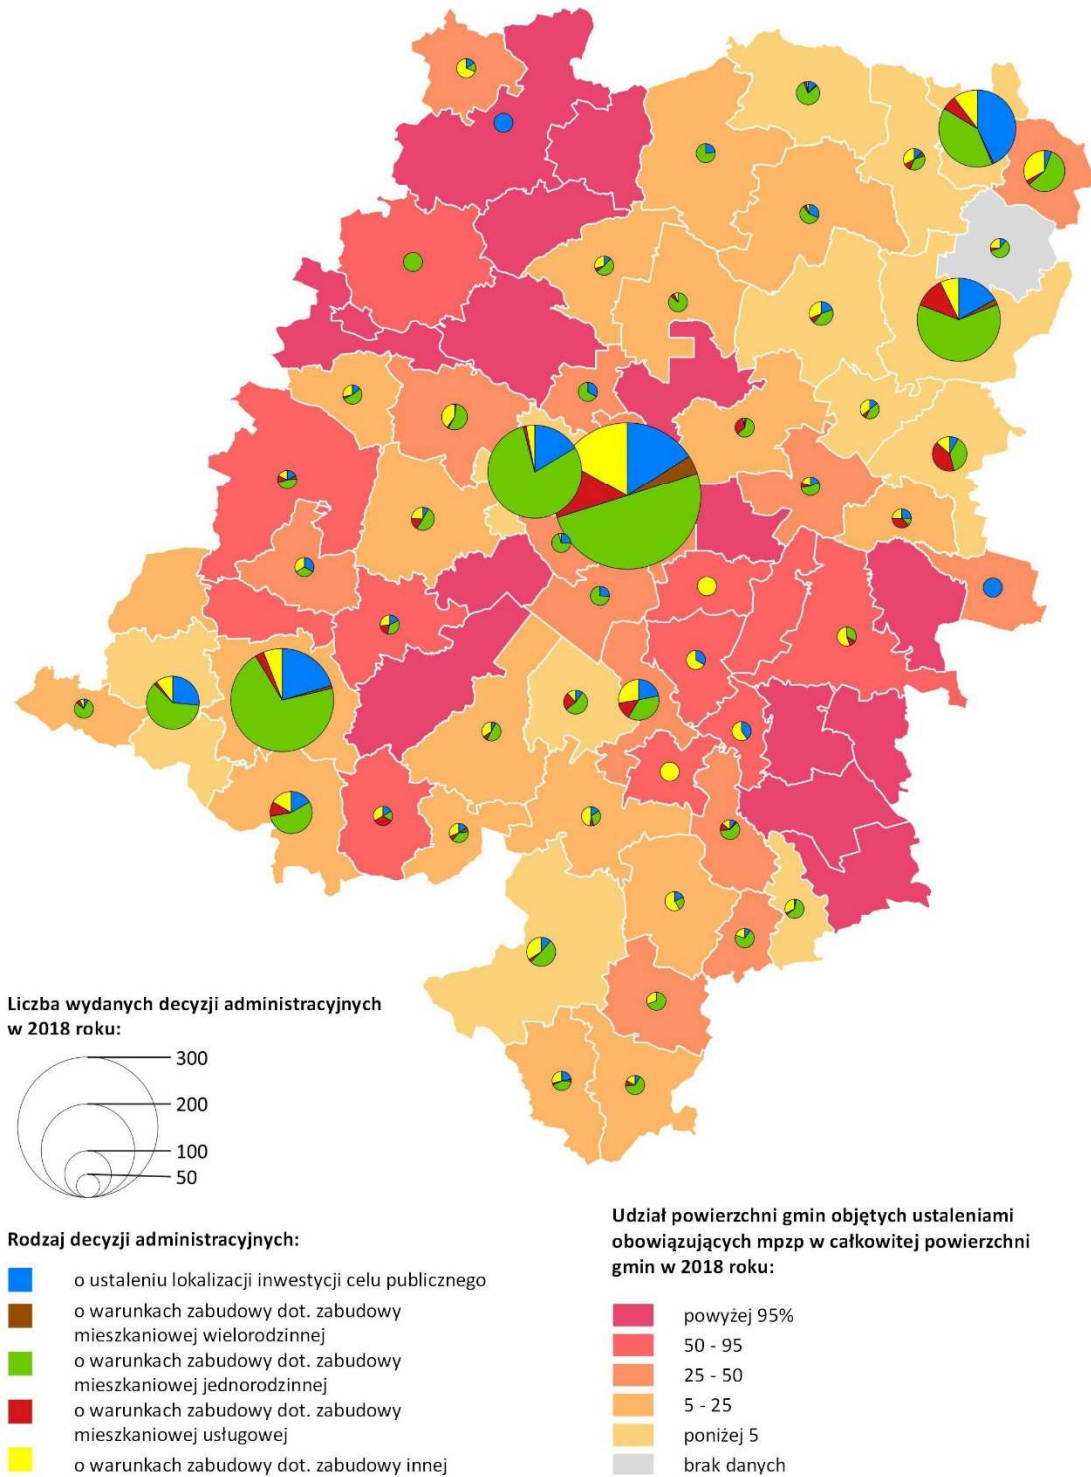 Liczba wydanych decyzji administracyjnych
w 2018 roku:
300
200
100
50
Rodzaj decyzji administracyjnych:
o ustaleniu lokalizacji inwestycji celu publicznego
o warunkach zabudowy dot. zabudowy
mieszkaniowej wielorodzinnej
o warunkach zabudowy dot. zabudowy
mieszkaniowej jednorodzinnej
o warunkach zabudowy dot. zabudowy
mieszkaniowej usługowej
o warunkach zabudowy dot. zabudowy innej
Udział powierzchni gmin objętych ustaleniami
obowiązujących mpzp w całkowitej powierzchni
gmin w 2018 roku:
powyżej 95%
50 - 95
25 - 50
5 - 25
poniżej 5
brak danych